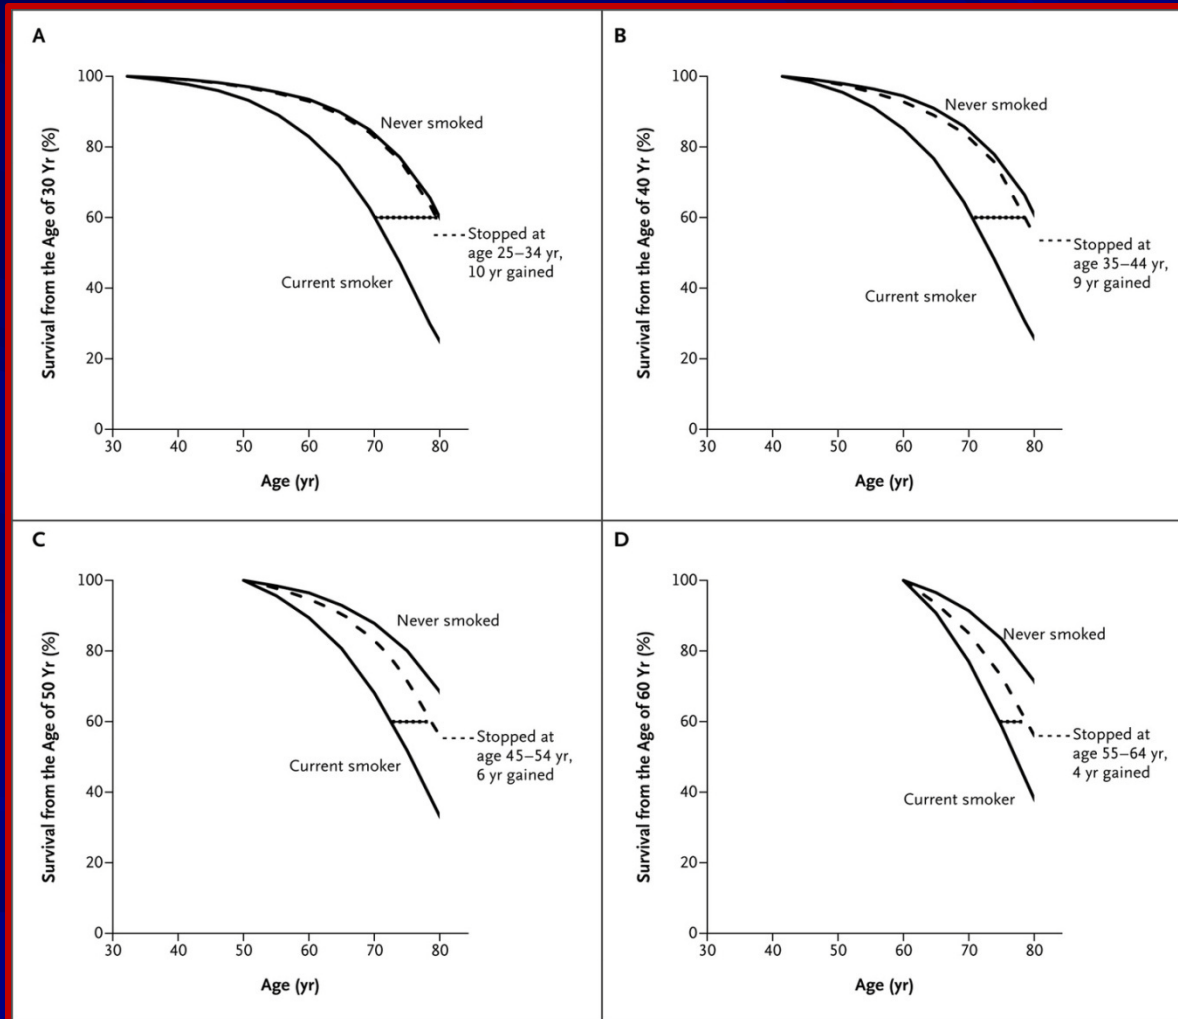 A
Survival from the Age of 30 Yr (%)
100
80
60
40
20
0
30 40 50 60 70 80
Age (yr)
Never smoked
Current smoker
Stopped at
age 25–34 yr,
10 yr gained
B
Survival from the Age of 40 Yr (%)
100
80
60
40
20
0
30 40 50 60 70 80
Age (yr)
Never smoked
Current smoker
Stopped at
age 35–44 yr,
9 yr gained
C
Survival from the Age of 50 Yr (%)
100
80
60
40
20
0
30 40 50 60 70 80
Age (yr)
Never smoked
Current smoker
Stopped at
age 45–54 yr,
6 yr gained
D
Survival from the Age of 60 Yr (%)
100
80
60
40
20
0
30 40 50 60 70 80
Age (yr)
Never smoked
Current smoker
Stopped at
age 55–64 yr,
4 yr gained